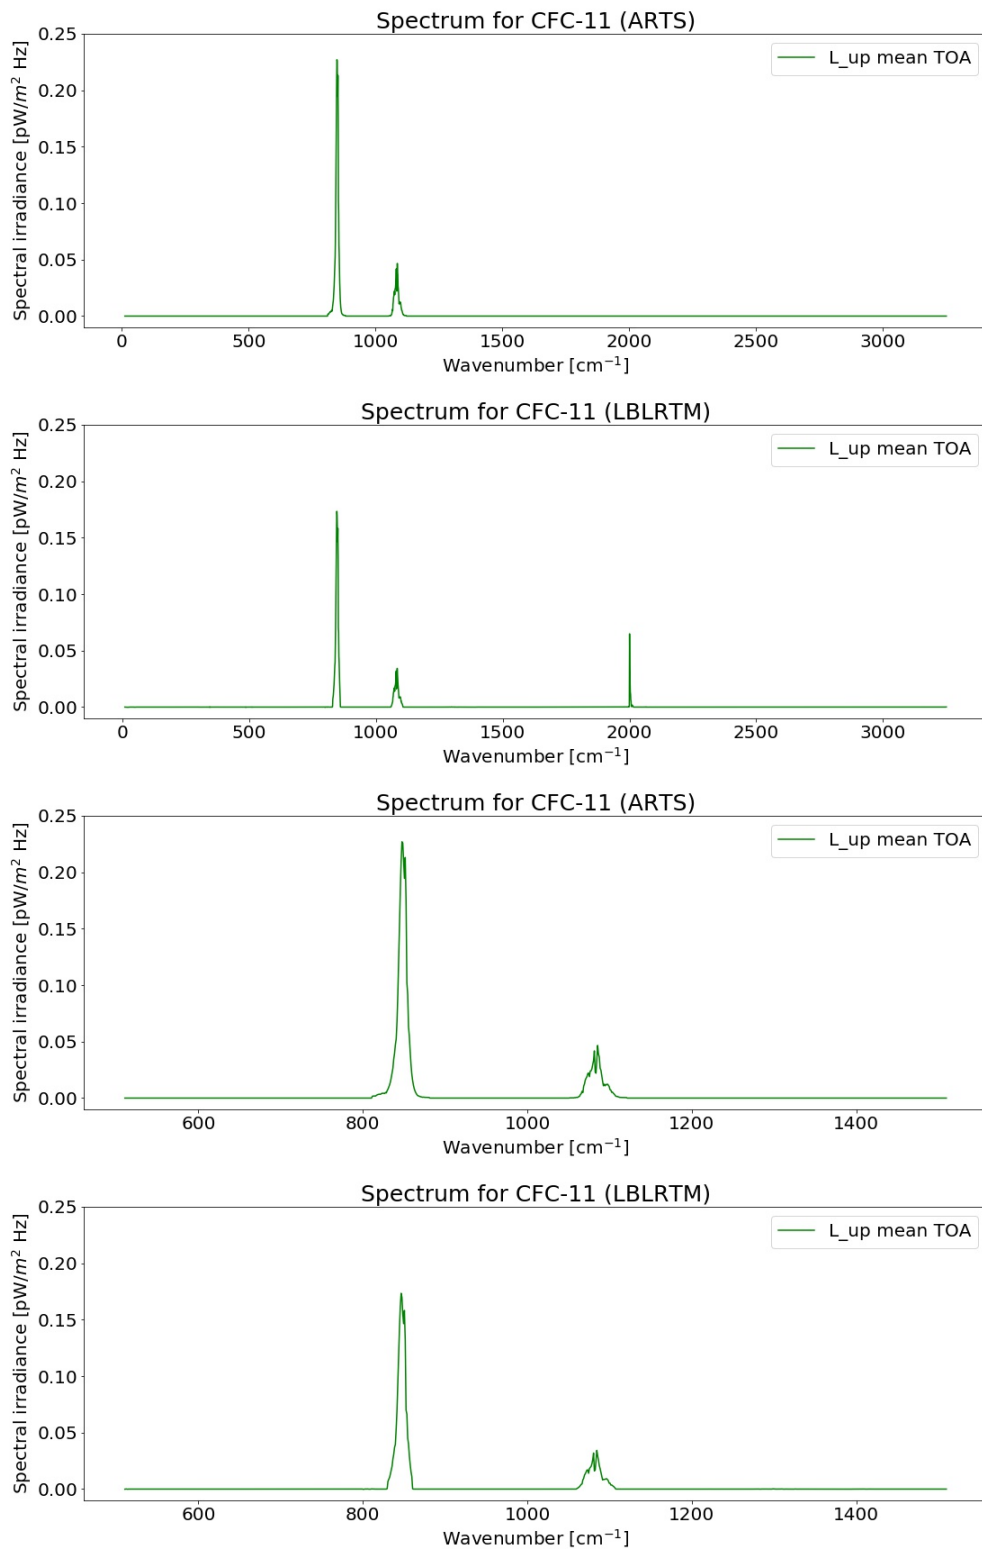 Spectrum for CFC-11 (ARTS)
Spectral irradiance [pW/m² Hz]
0.25
0.20
0.15
0.10
0.05
0.00
L_up mean TOA
0 500 1000 1500 2000 2500 3000
Wavenumber [cm⁻¹]
Spectrum for CFC-11 (LBLRTM)
Spectral irradiance [pW/m² Hz]
0.25
0.20
0.15
0.10
0.05
0.00
L_up mean TOA
0 500 1000 1500 2000 2500 3000
Wavenumber [cm⁻¹]
Spectrum for CFC-11 (ARTS)
Spectral irradiance [pW/m² Hz]
0.25
0.20
0.15
0.10
0.05
0.00
L_up mean TOA
600 800 1000 1200 1400
Wavenumber [cm⁻¹]
Spectrum for CFC-11 (LBLRTM)
Spectral irradiance [pW/m² Hz]
0.25
0.20
0.15
0.10
0.05
0.00
L_up mean TOA
600 800 1000 1200 1400
Wavenumber [cm⁻¹]